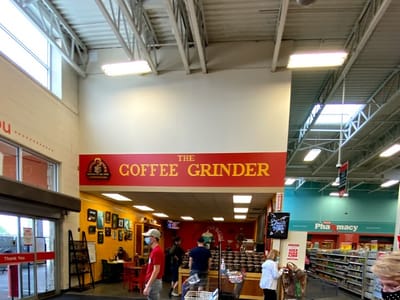 THE
COFFEE GRINDER
Pharmacy
Thank You